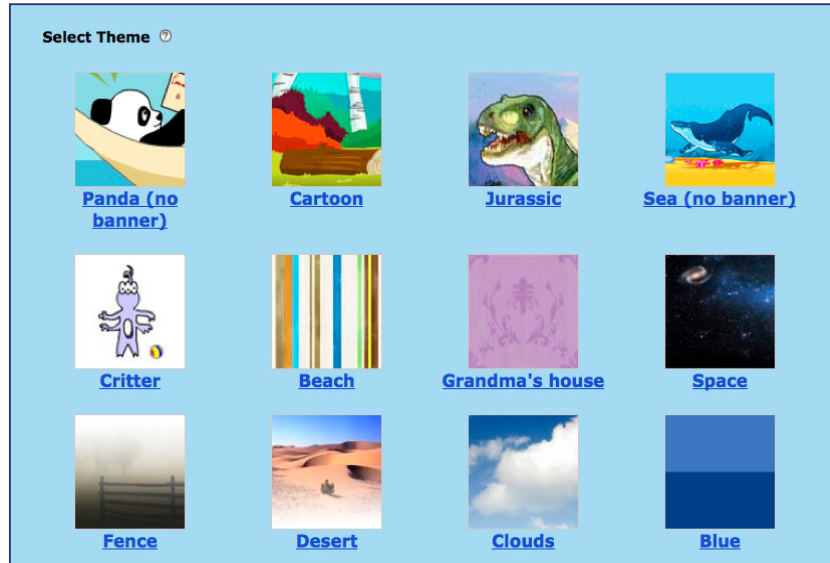 Select Theme ?
Panda (no
banner)
Cartoon
Jurassic
Sea (no banner)
Critter
Beach
Grandma's house
Space
Fence
Desert
Clouds
Blue